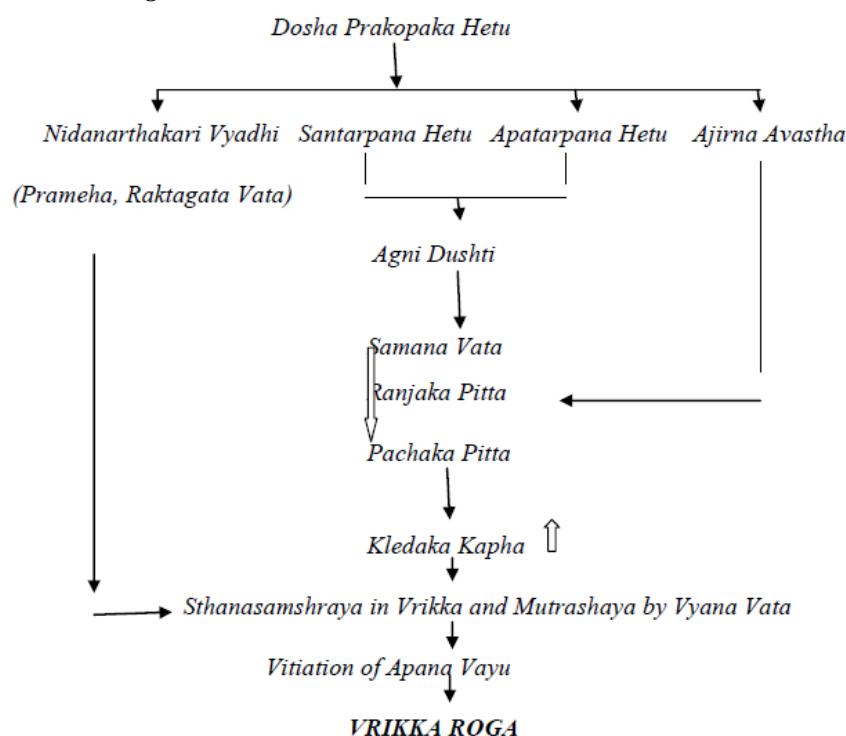 Dosha Prakopaka Hetu
Nidanarthakari Vyadhi Santarpana Hetu Apatarpana Hetu Ajirna Avastha
(Prameha, Raktagata Vata)
Agni Dushti
Samana Vata
Ranjaka Pitta
Pachaka Pitta
Kledaka Kapha
Sthanasamshraya in Vrikka and Mutrashaya by Vyana Vata
Vitiation of Apana Vayu
VRIKKA ROGA